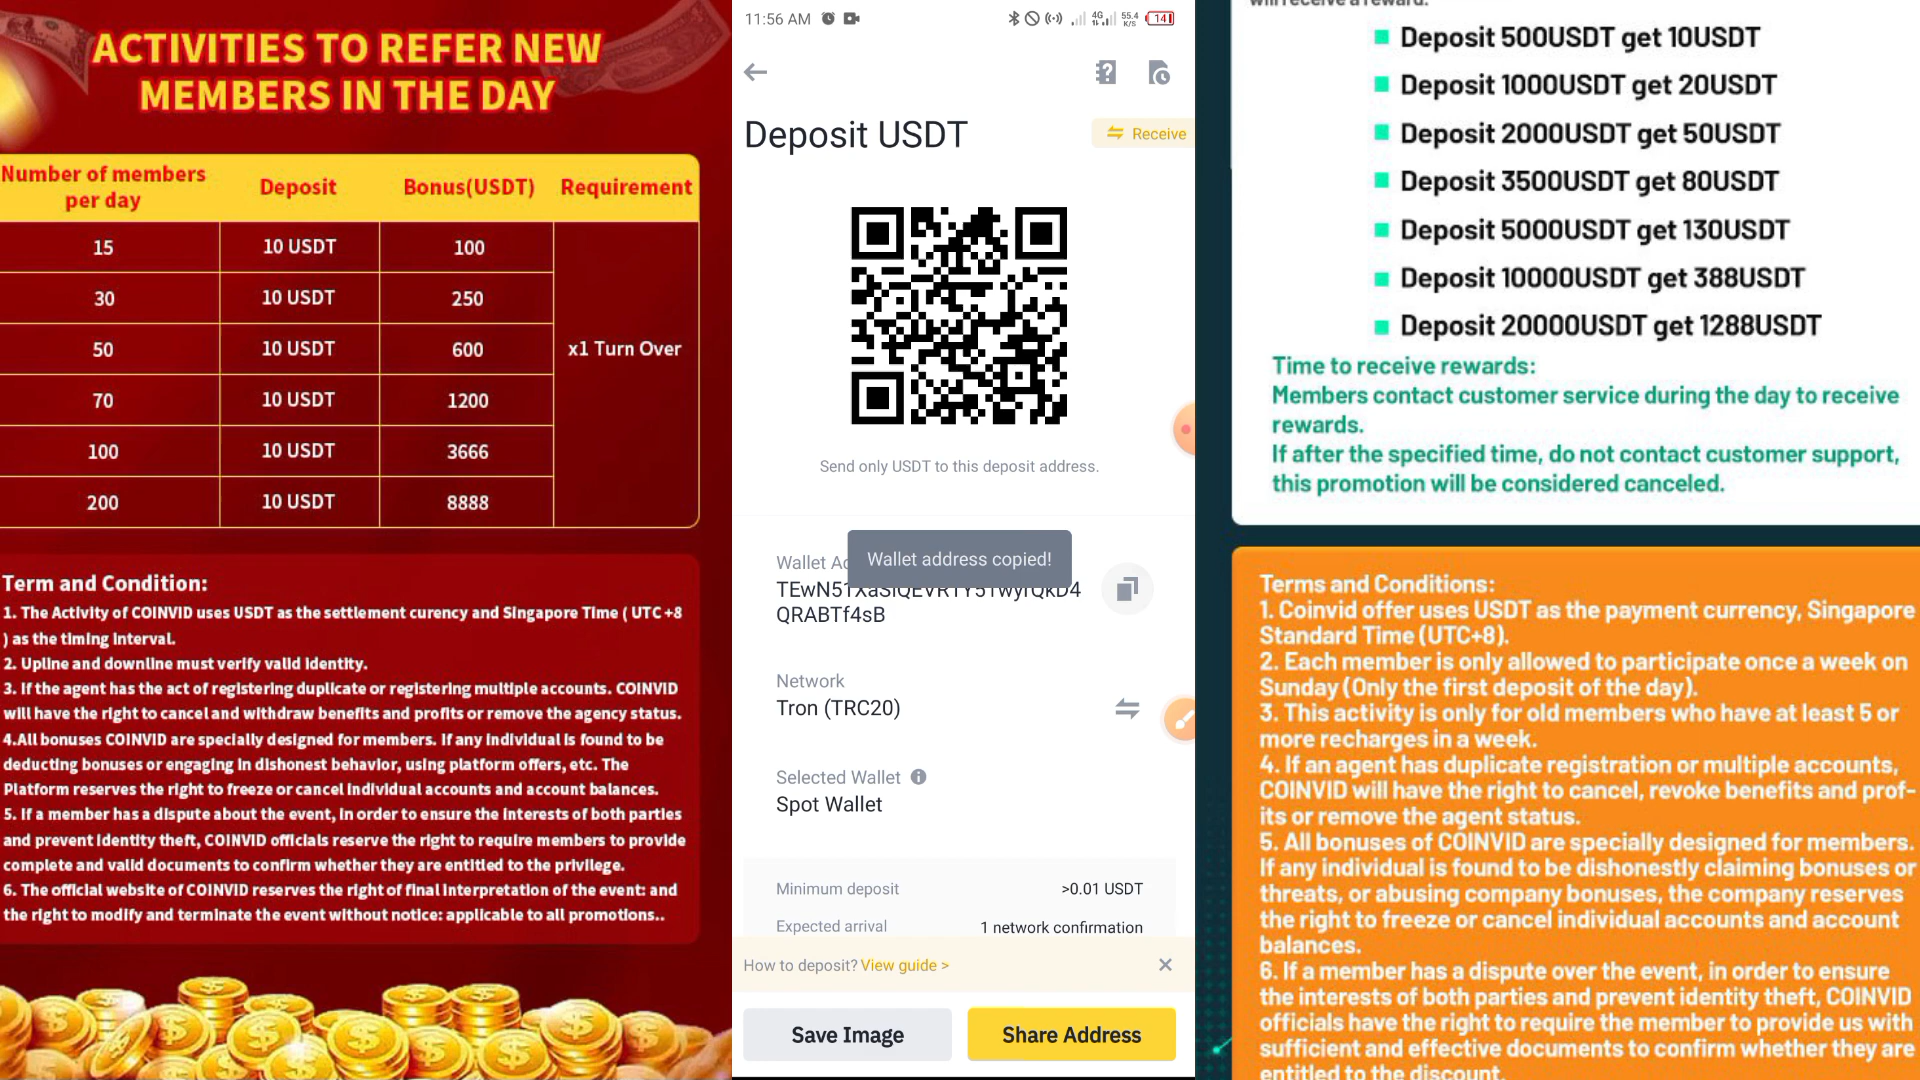 ACTIVITIES TO REFER NEW
MEMBERS IN THE DAY
Number of members per day Deposit Bonus(USDT) Requirement
15 10 USDT 100
30 10 USDT 250
50 10 USDT 600 x1 Turn Over
70 10 USDT 1200
100 10 USDT 3666
200 10 USDT 8888
Term and Condition:
1. The Activity of COINVID uses USDT as the settlement curency and Singapore Time ( UTC +8
) as the timing interval.
2. Upline and downline must verify valid identity.
3. If the agent has the act of registering duplicate or registering multiple accounts. COINVID
will have the right to cancel and withdraw benefits and profits or remove the agency status.
4.All bonuses COINVID are specially designed for members. If any individual is found to be
deducting bonuses or engaging in dishonest behavior, using platform offers, etc. The
Platform reserves the right to freeze or cancel individual accounts and account balances.
5. If a member has a dispute about the event, in order to ensure the interests of both parties
and prevent identity theft, COINVID officials reserve the right to require members to provide
complete and valid documents to confirm whether they are entitled to the privilege.
6. The official website of COINVID reserves the right of final interpretation of the event: and
the right to modify and terminate the event without notice: applicable to all promotions..
11:56 AM 4G 55.4 K/S 14
Deposit USDT
Receive
Send only USDT to this deposit address.
Wallet
Wallet address copied!
QRABTf4sB
Network
Tron (TRC20)
Selected Wallet
Spot Wallet
Minimum deposit >0.01 USDT
Expected arrival 1 network confirmation
How to deposit? View guide >
Save Image Share Address
will receive a reward.
Deposit 500USDT get 10USDT
Deposit 1000USDT get 20USDT
Deposit 2000USDT get 50USDT
Deposit 3500USDT get 80USDT
Deposit 5000USDT get 130USDT
Deposit 10000USDT get 388USDT
Deposit 20000USDT get 1288USDT
Time to receive rewards:
Members contact customer service during the day to receive
rewards.
If after the specified time, do not contact customer support,
this promotion will be considered canceled.
Terms and Conditions:
1. Coinvid offer uses USDT as the payment currency, Singapore
Standard Time (UTC+8).
2. Each member is only allowed to participate once a week on
Sunday (Only the first deposit of the day).
3. This activity is only for old members who have at least 5 or
more recharges in a week.
4. If an agent has duplicate registration or multiple accounts,
COINVID will have the right to cancel, revoke benefits and prof-
its or remove the agent status.
5. All bonuses of COINVID are specially designed for members.
If any individual is found to be dishonestly claiming bonuses or
threats, or abusing company bonuses, the company reserves
the right to freeze or cancel individual accounts and account
balances.
6. If a member has a dispute over the event, in order to ensure
the interests of both parties and prevent identity theft, COINVID
officials have the right to require the member to provide us with
sufficient and effective documents to confirm whether they are
entitled to the discount.